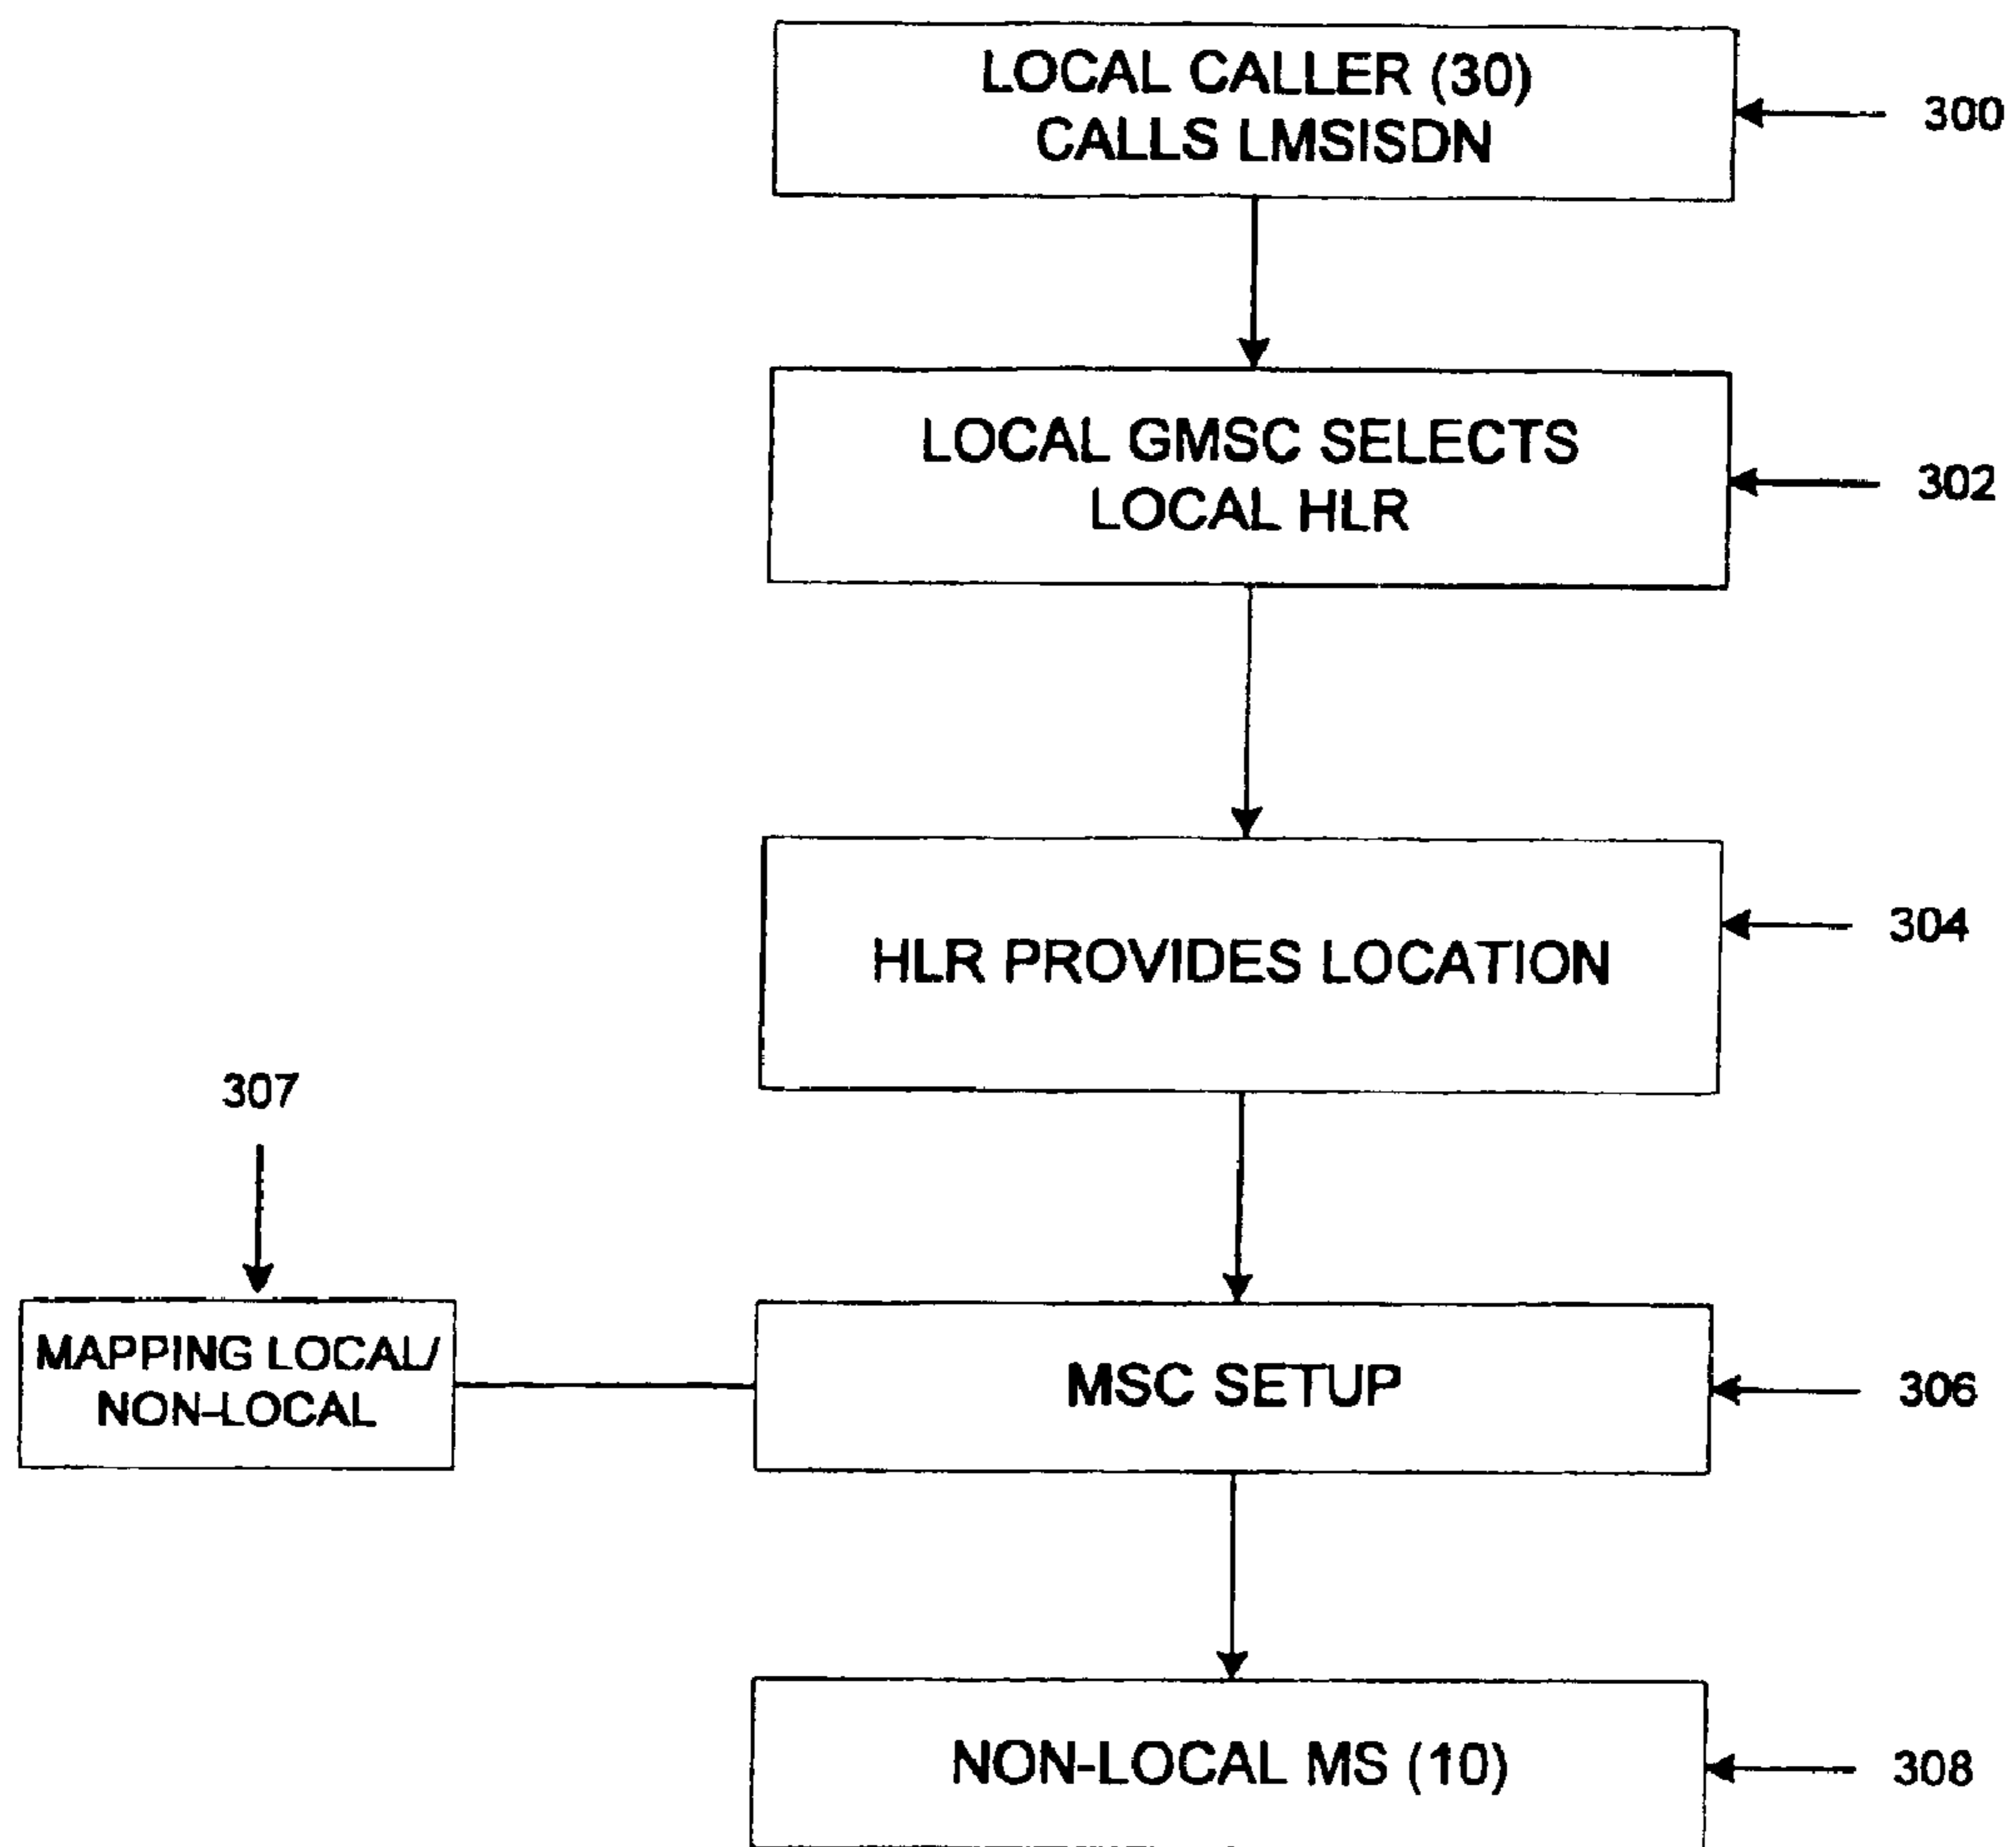 LOCAL CALLER (30)
CALLS LMSISDN
300
LOCAL GMSC SELECTS
LOCAL HLR
302
HLR PROVIDES LOCATION
304
307
MAPPING LOCAL/
NON-LOCAL
MSC SETUP
306
NON-LOCAL MS (10)
308